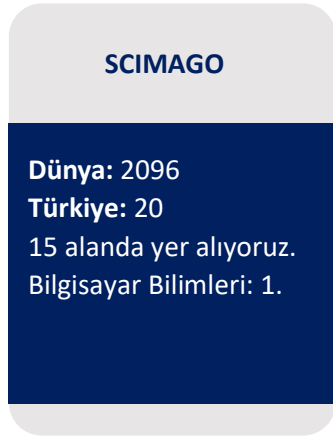 SCIMAGO
Dünya: 2096
Türkiye: 20
15 alanda yer alıyoruz.
Bilgisayar Bilimleri: 1.